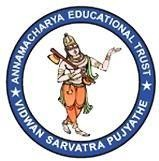 ANNAMACHARYA EDUCATIONAL TRUST
VIDWAN SARVATRA PUJYATHE